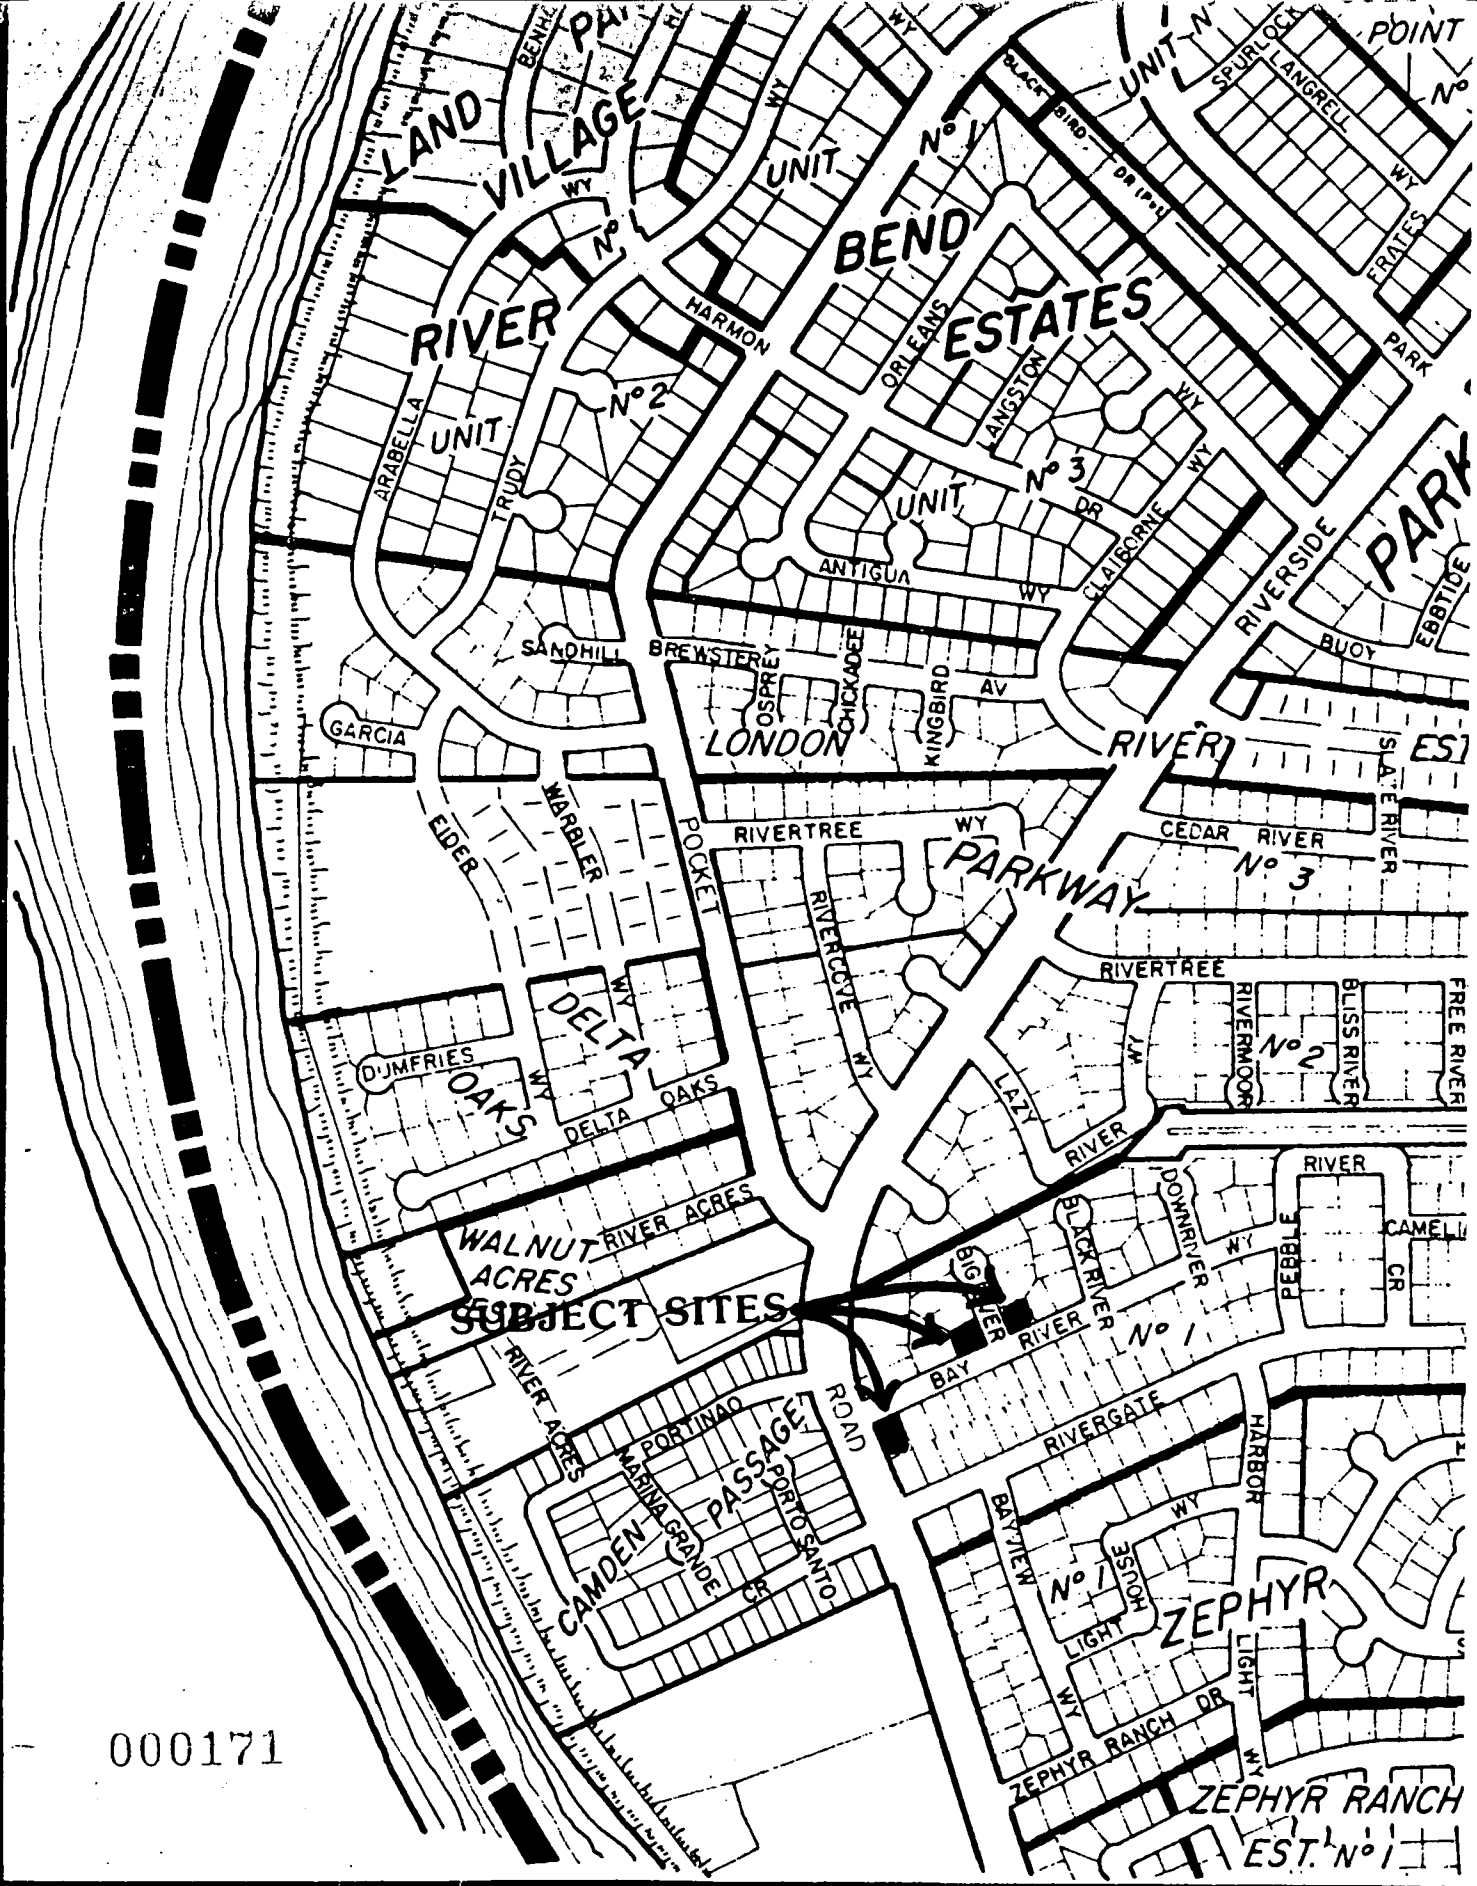 POINT
UNIT N
Nº
SPURLOCK
LANGRELL
WY
FRATES
PARK
BLACK BIRD DR (PVT)
LAND
VILLAGE
Nº
WY
WY
WY
UNIT
Nº 1
BEND
RIVER
ESTATES
HARMON
ORLEANS
LANGSTON
WY
WY
Nº 2
UNIT
ARABELLA
TRUDY
Nº 3
UNIT
DR
CLAIBORNE
ANTIGUA
WY
RIVERSIDE
PARK
EBBTIDE
BUOY
SANDHILL
BREWSTER
AV
OSPREY
CHICKADEE
KINGBIRD
GARCIA
LONDON
RIVER
EST
SLATE RIVER
EIDER
WARBLER
POCKET
RIVERTREE
WY
CEDAR RIVER
Nº 3
PARKWAY
RIVERCOVE
WY
RIVERTREE
WY
RIVERMOOR
BLISS RIVER
FREE RIVER
Nº 2
DELTA
OAKS
WY
WY
DUMFRIES
DELTA OAKS
LAZY
RIVER
RIVER
DOWNRIVER
BLACK RIVER
WY
PEBBLE
CR
WALNUT
ACRES
RIVER ACRES
SUBJECT SITES
BIG RIVER
BAY RIVER
Nº 1
RIVER ACRES
ROAD
PORTINAO
MARINA GRANDE
PORTO SANTO
CAMDEN
PASSAGE
CR
RIVERGATE
HARBOR
BAYVIEW
WY
WY
HOUSE
LIGHT
Nº 1
ZEPHYR
LIGHT
WY
ZEPHYR RANCH DR
ZEPHYR RANCH
EST. Nº 1
000171